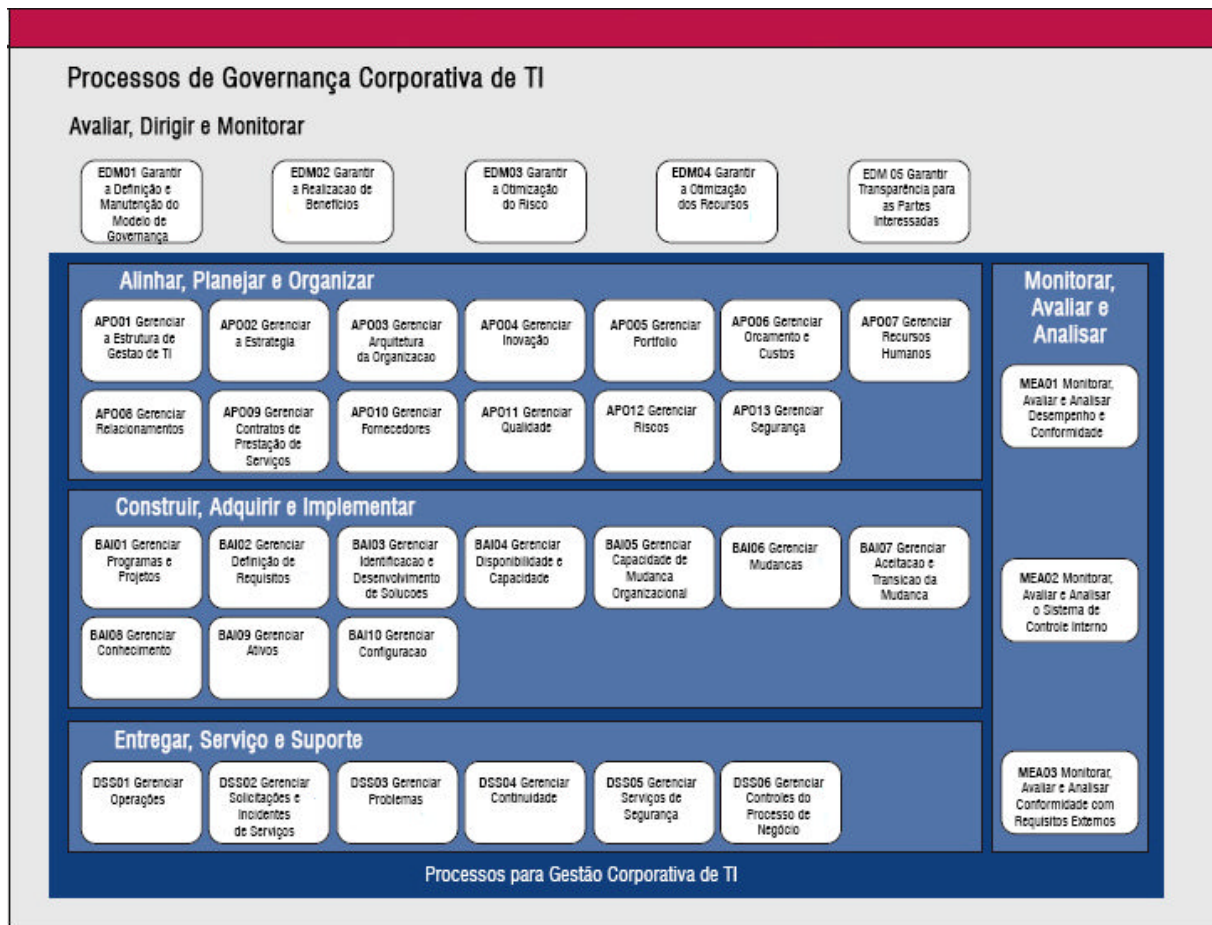 Processos de Governança Corporativa de TI
Avaliar, Dirigir e Monitorar
EDM01 Garantir
a Definição e
Manutenção do
Modelo de
Governança
EDM02 Garantir
a Realizacao de
Benefícios
EDM03 Garantir
a Otimização
do Risco
EDM04 Garantir
a Otimização
dos Recursos
EDM 05 Garantir
Transparência para
as Partes
Interessadas
Alinhar, Planejar e Organizar
APO01 Gerenciar
a Estrutura de
Gestao de TI
APO02 Gerenciar
a Estrategia
APO03 Gerenciar
Arquitetura
da Organizacao
APO04 Gerenciar
Inovação
APO05 Gerenciar
Portfolio
APO06 Gerenciar
Orcamento e
Custos
APO07 Gerenciar
Recursos
Humanos
APO08 Gerenciar
Relacionamentos
APO09 Gerenciar
Contratos de
Prestação de
Serviços
APO10 Gerenciar
Fornecedores
APO11 Gerenciar
Qualidade
APO12 Gerenciar
Riscos
APO13 Gerenciar
Segurança
Construir, Adquirir e Implementar
BAI01 Gerenciar
Programas e
Projetos
BAI02 Gerenciar
Definição de
Requisitos
BAI03 Gerenciar
Identificacao e
Desenvolvimento
de Solucoes
BAI04 Gerenciar
Disponibilidade e
Capacidade
BAI05 Gerenciar
Capacidade de
Mudanca
Organizacional
BAI06 Gerenciar
Mudancas
BAI07 Gerenciar
Aceitacao e
Transicao da
Mudanca
BAI08 Gerenciar
Conhecimento
BAI09 Gerenciar
Ativos
BAI10 Gerenciar
Configuracao
Entregar, Serviço e Suporte
DSS01 Gerenciar
Operações
DSS02 Gerenciar
Solicitações e
Incidentes
de Serviços
DSS03 Gerenciar
Problemas
DSS04 Gerenciar
Continuidade
DSS05 Gerenciar
Serviços de
Segurança
DSS06 Gerenciar
Controles do
Processo de
Negócio
Monitorar,
Avaliar e
Analisar
MEA01 Monitorar,
Avaliar e Analisar
Desempenho e
Conformidade
MEA02 Monitorar,
Avaliar e Analisar
o Sistema de
Controle Interno
MEA03 Monitorar,
Avaliar e Analisar
Conformidade com
Requisitos Externos
Processos para Gestão Corporativa de TI